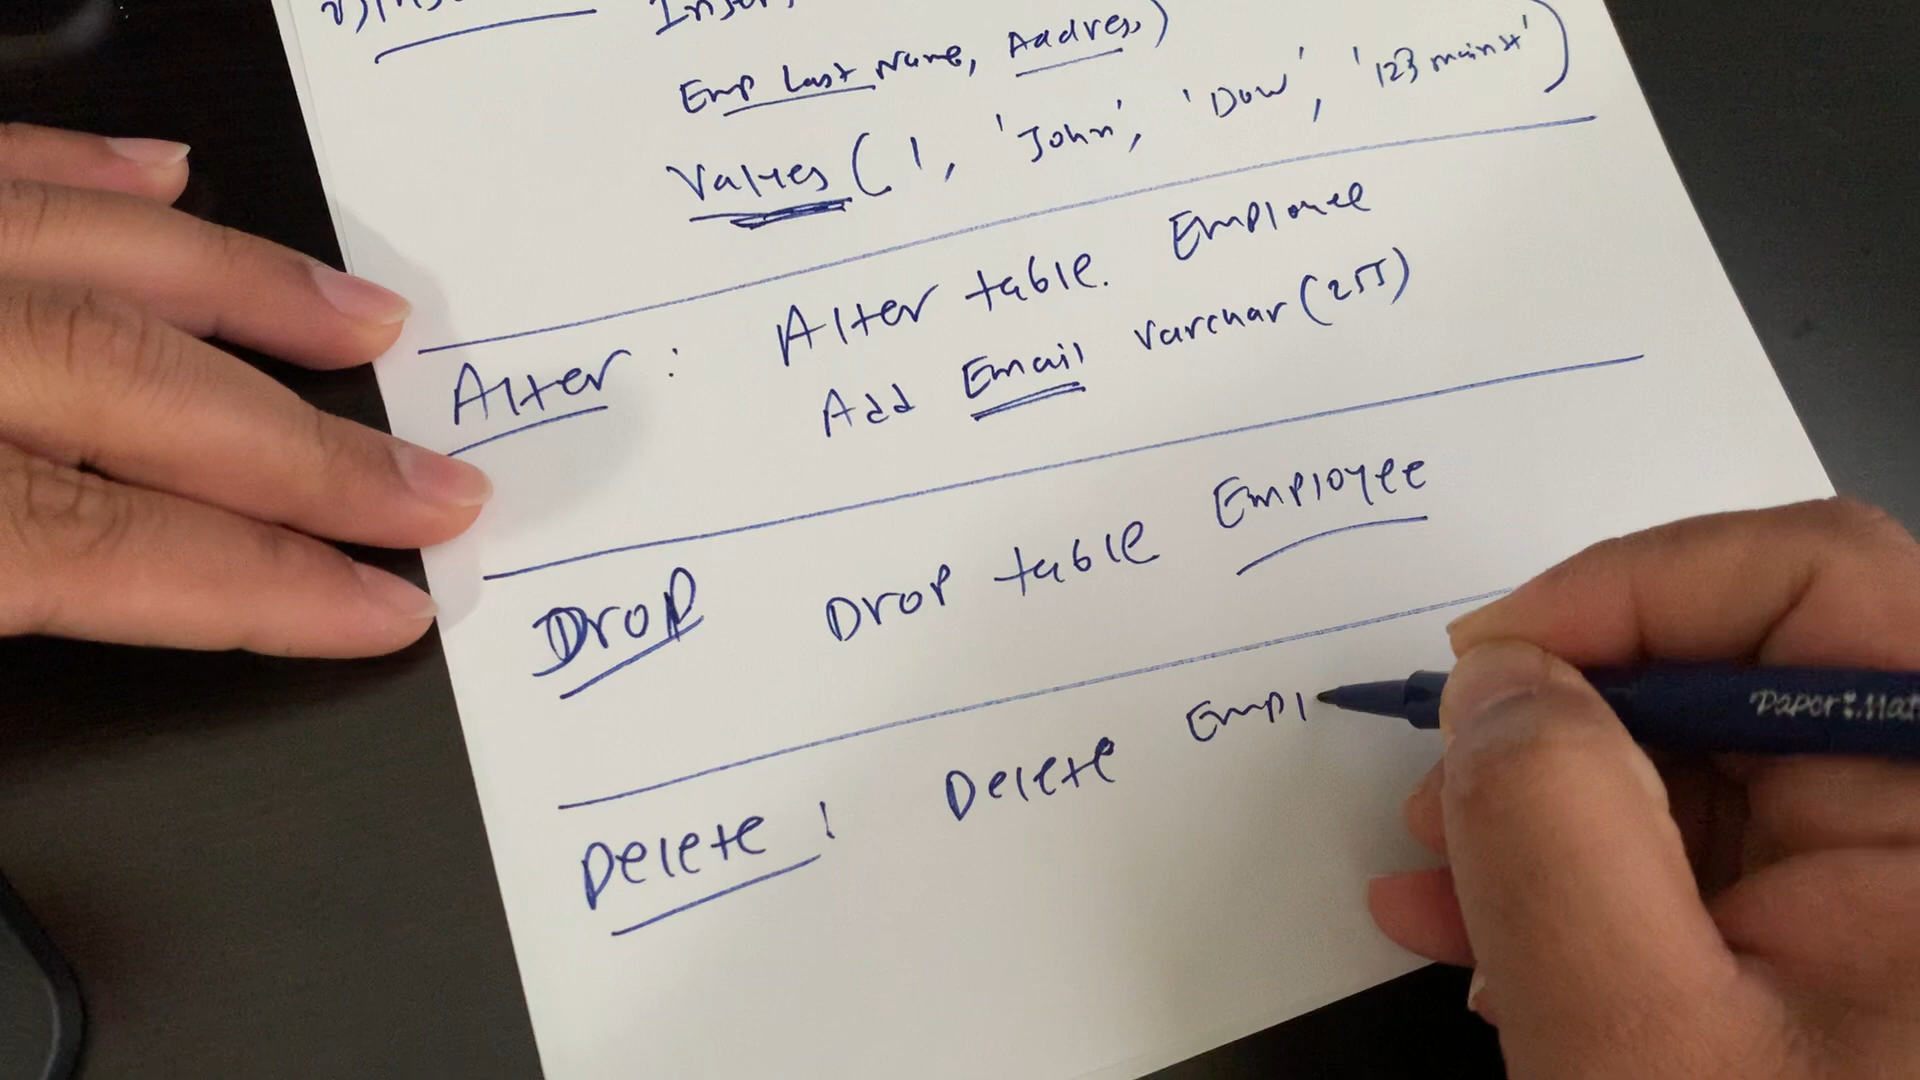 Emp Last Name, Address)
Values (1, 'John', 'Dow', '123 main st')
Alter : Alter table. Employee
Add Email varchar(255)
Drop Drop table Employee
Delete : Delete Empl
Paper:Mat